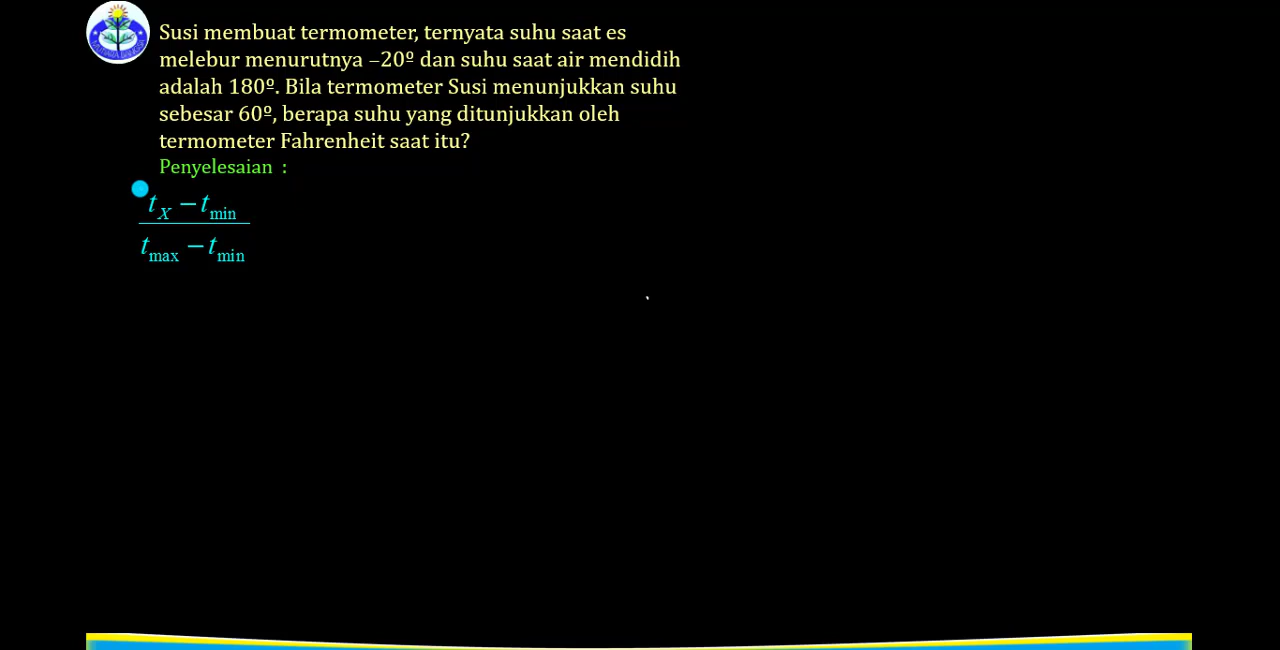 Susi membuat termometer, ternyata suhu saat es
melebur menurutnya –20º dan suhu saat air mendidih
adalah 180º. Bila termometer Susi menunjukkan suhu
sebesar 60º, berapa suhu yang ditunjukkan oleh
termometer Fahrenheit saat itu?
Penyelesaian :
t_X − t_min
t_max − t_min